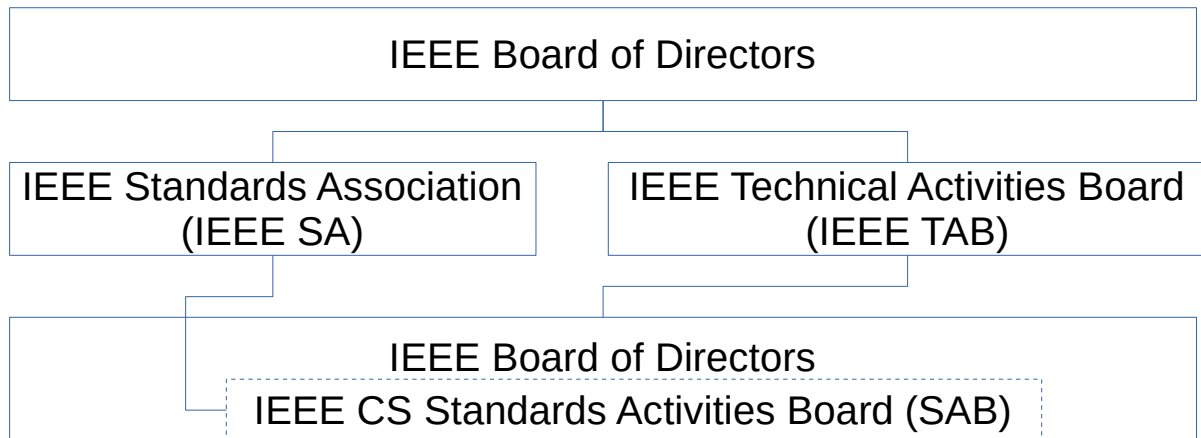 IEEE Board of Directors
IEEE Standards Association
(IEEE SA)
IEEE Technical Activities Board
(IEEE TAB)
IEEE Board of Directors
IEEE CS Standards Activities Board (SAB)